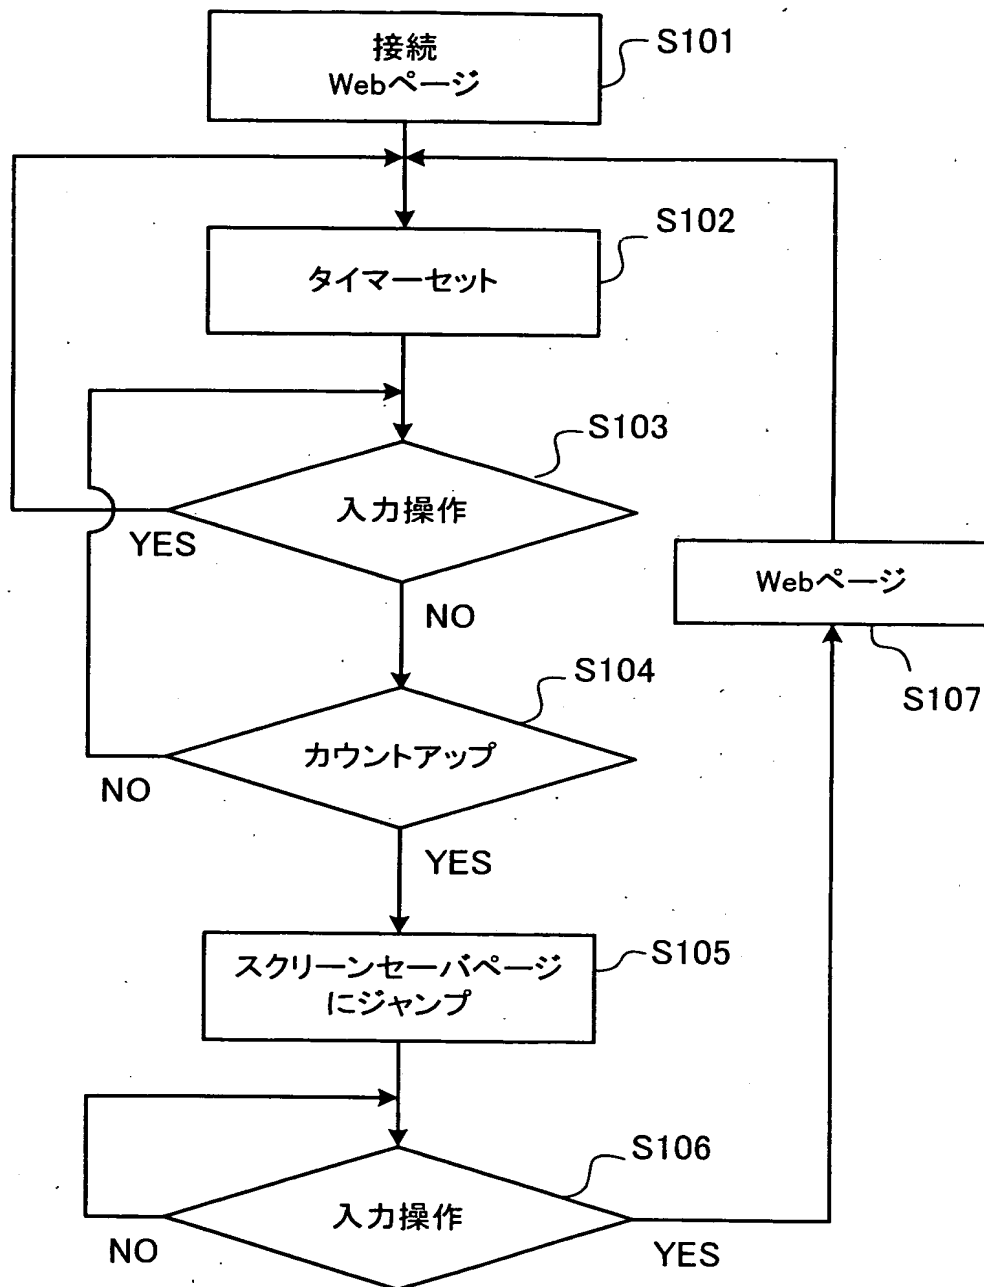 接続
Webページ
S101
S102
タイマーセット
S103
入力操作
YES
NO
Webページ
S107
S104
カウントアップ
NO
YES
S105
スクリーンセーバページ
にジャンプ
S106
入力操作
NO
YES